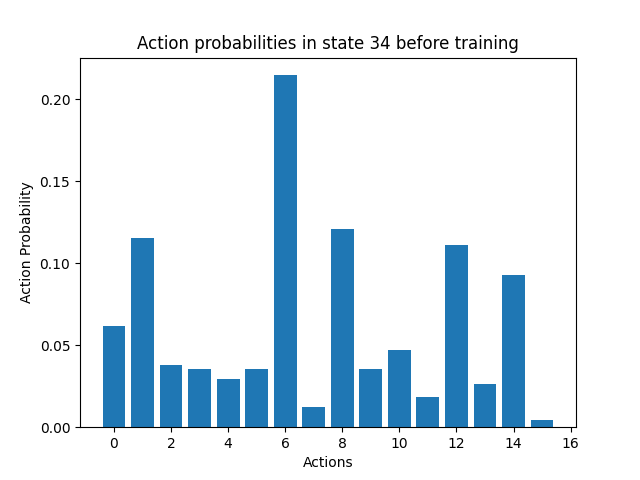 Action probabilities in state 34 before training
0.20
0.15
0.10
0.05
0.00
Action Probability
0 2 4 6 8 10 12 14 16
Actions